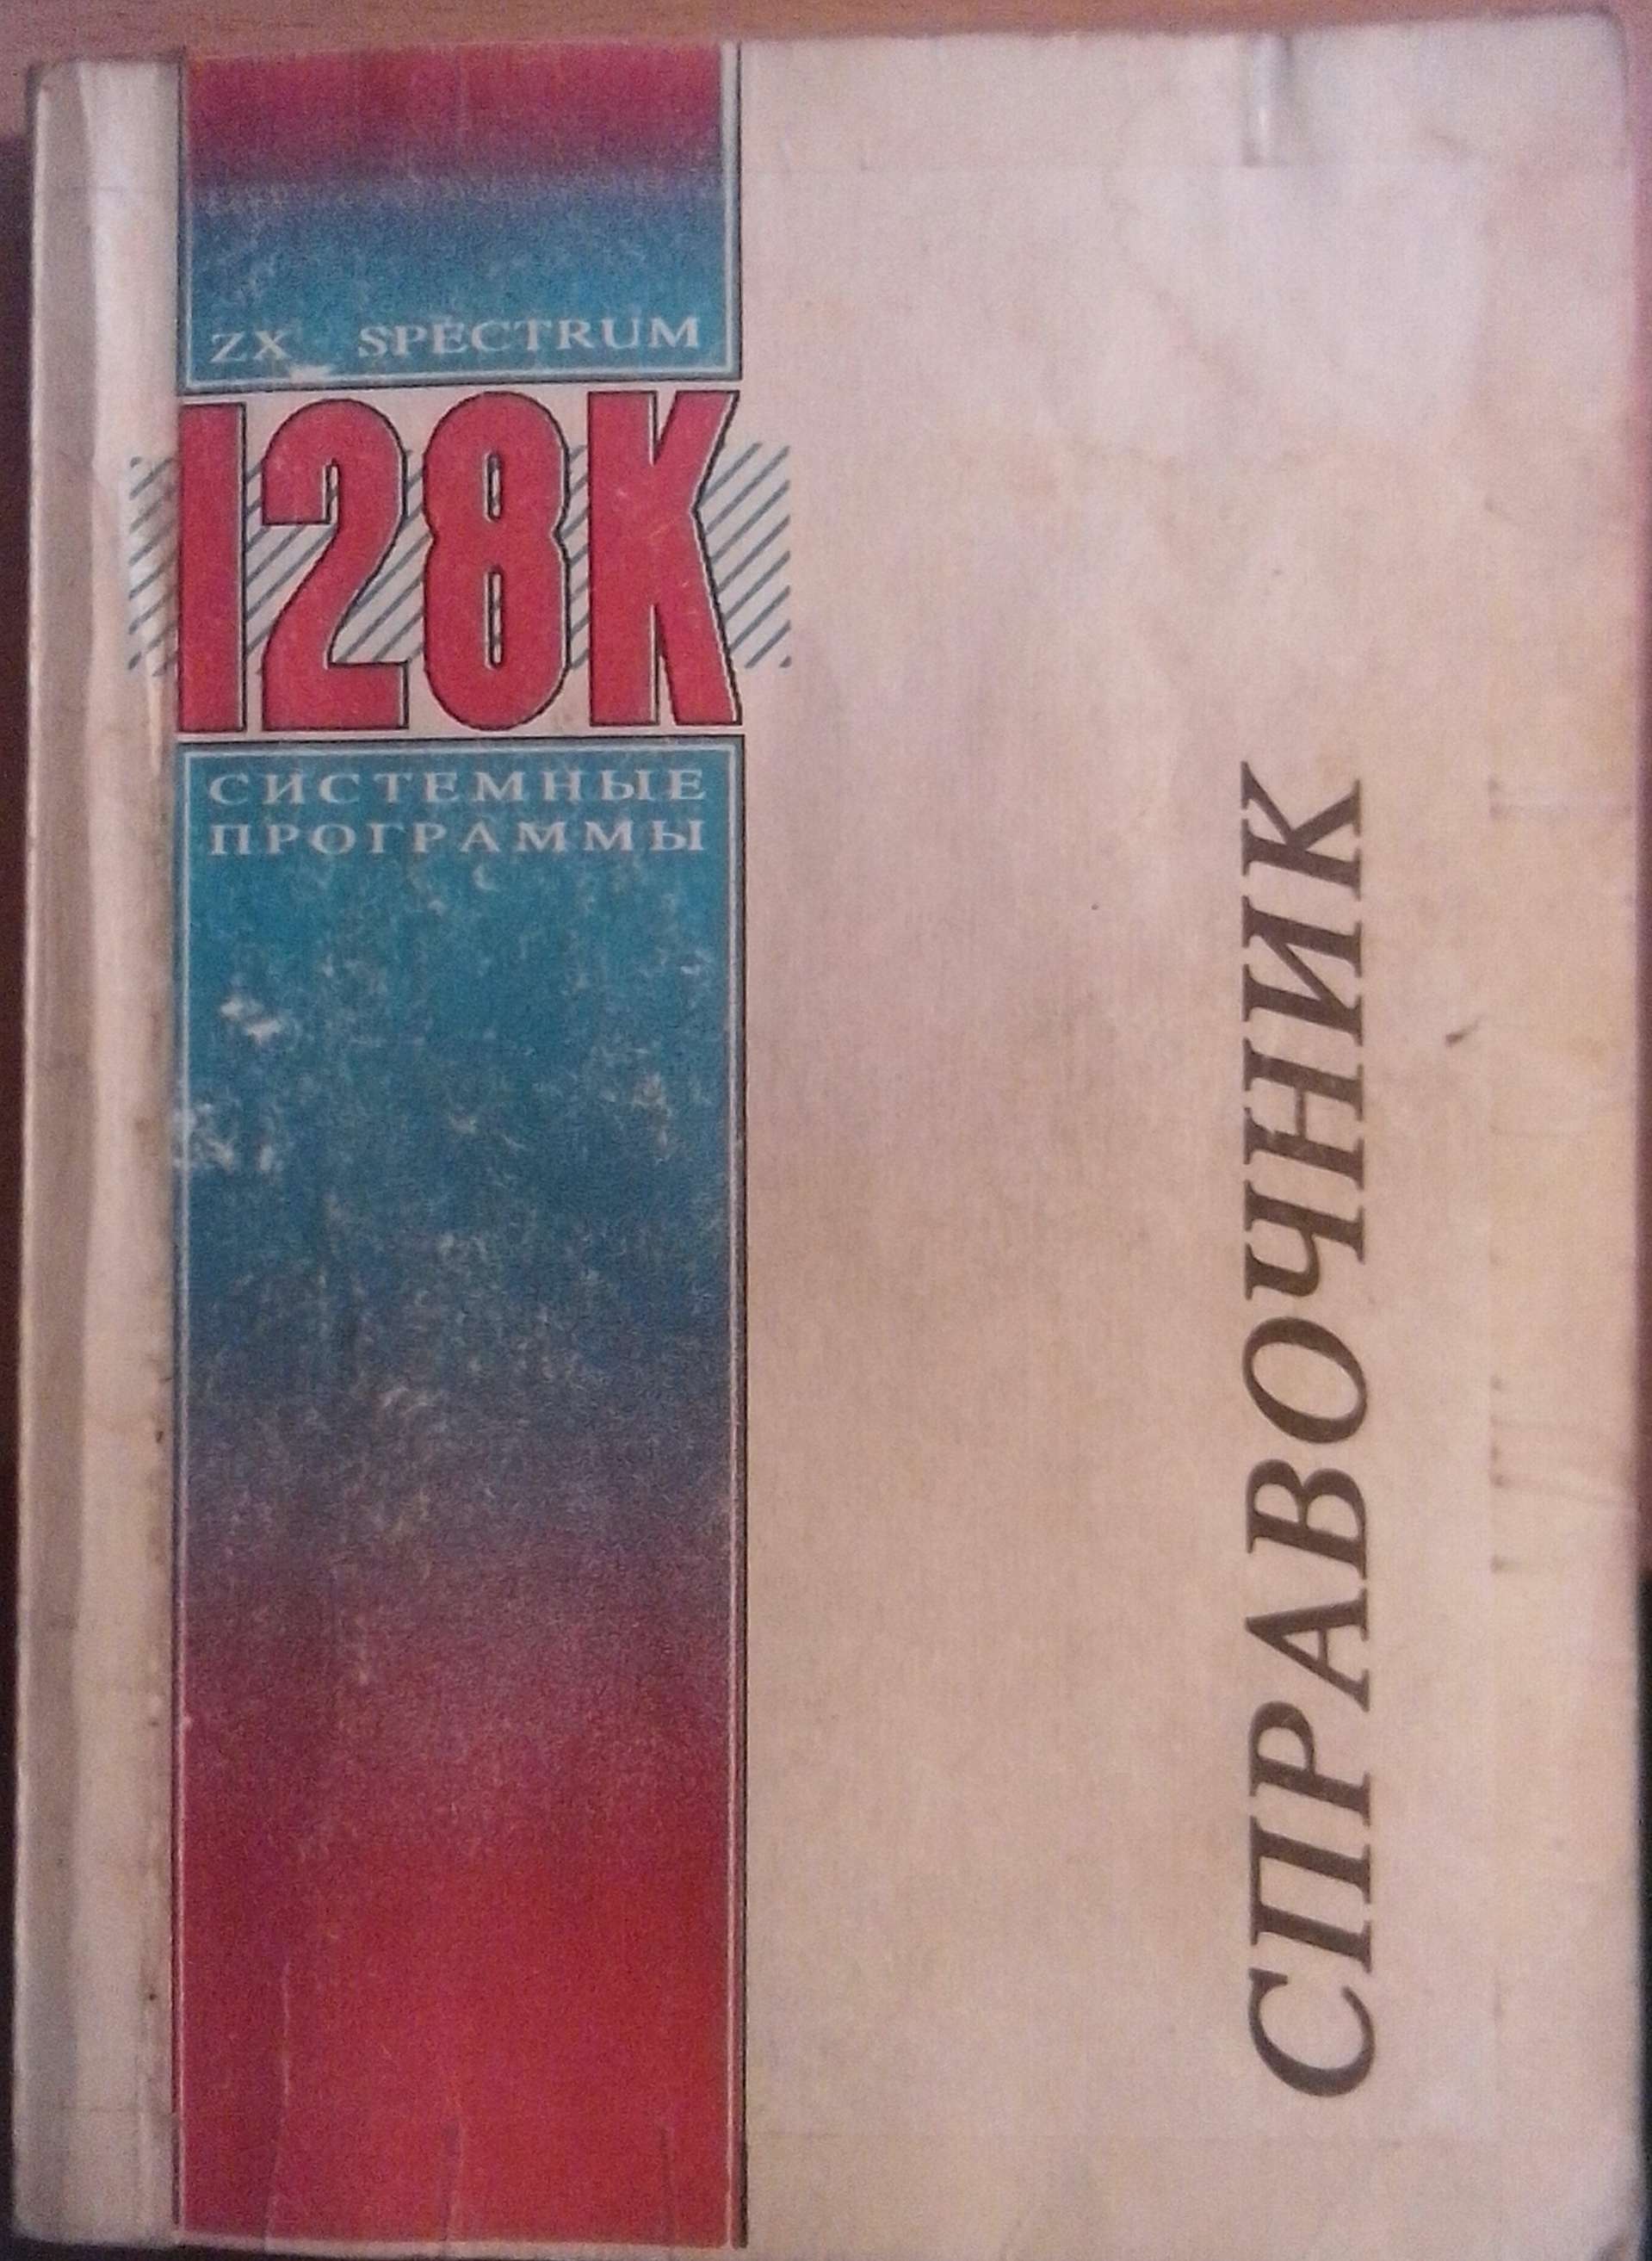 ZX SPECTRUM
128K
СИСТЕМНЫЕ
ПРОГРАММЫ
СПРАВОЧНИК